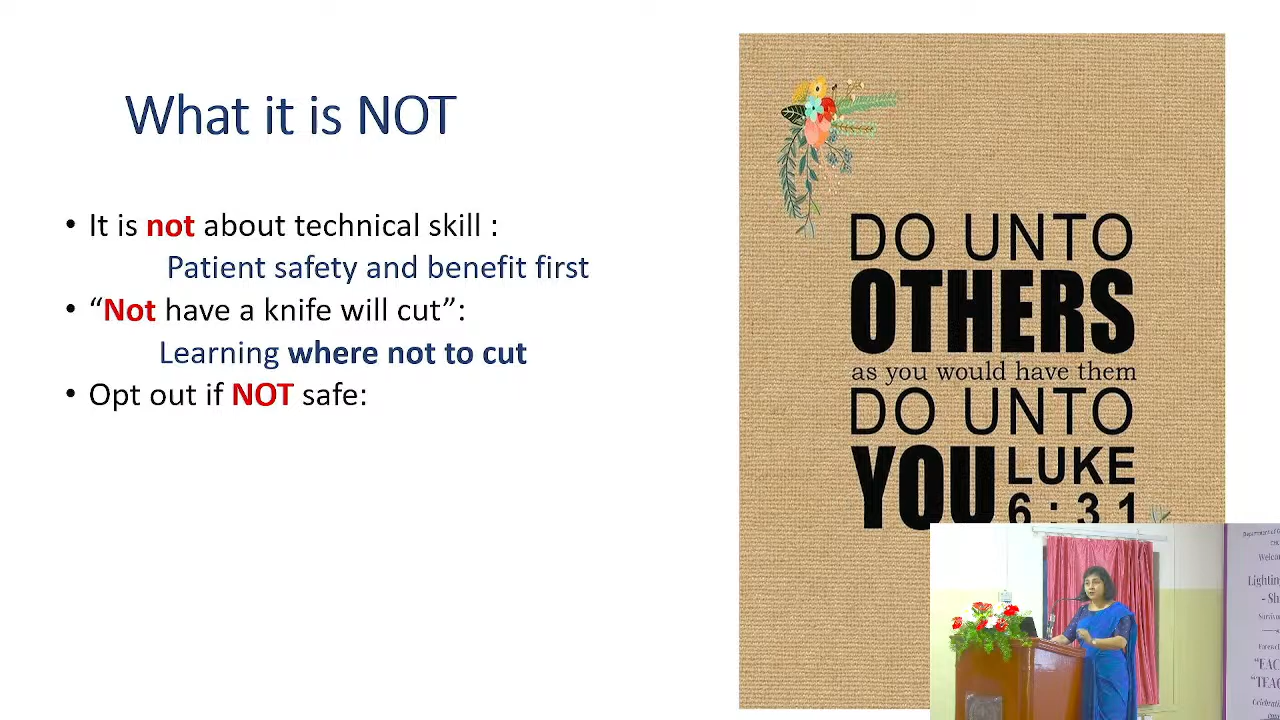 What it is NOT
• It is not about technical skill :
Patient safety and benefit first
• “Not have a knife will cut”:
Learning where not to cut
• Opt out if NOT safe:
DO UNTO
OTHERS
as you would have them
DO UNTO
YOU LUKE
6:31